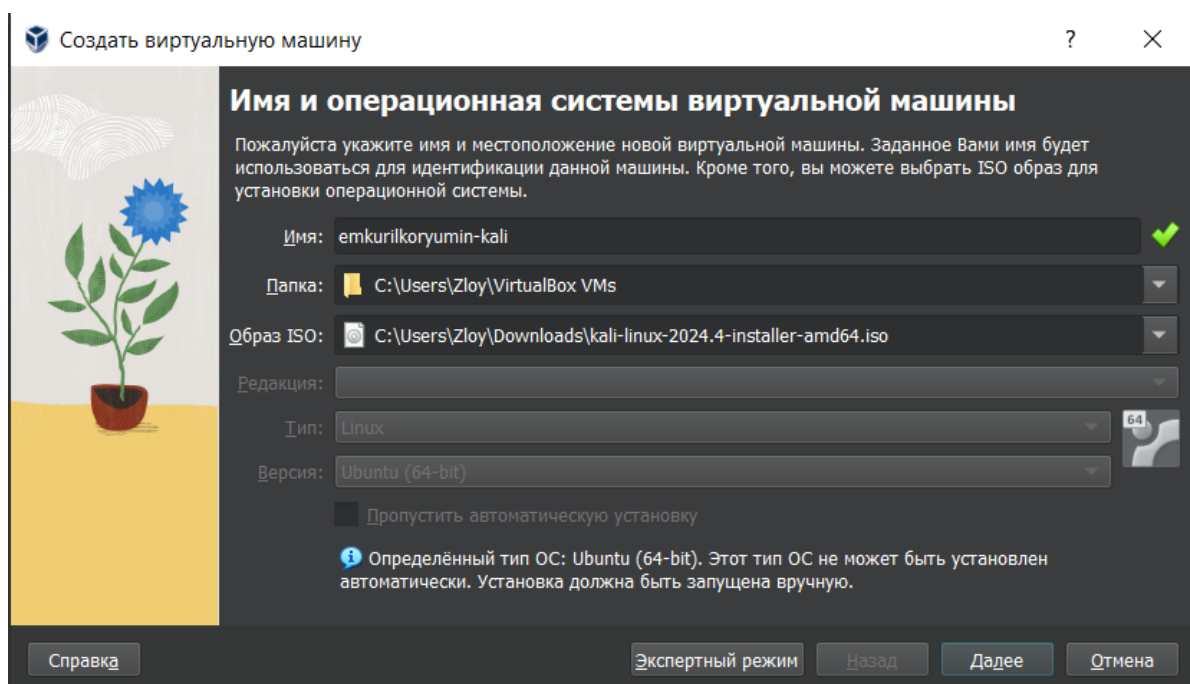 Создать виртуальную машину
?
Имя и операционная системы виртуальной машины
Пожалуйста укажите имя и местоположение новой виртуальной машины. Заданное Вами имя будет
использоваться для идентификации данной машины. Кроме того, вы можете выбрать ISO образ для
установки операционной системы.
Имя: emkurilkoryumin-kali
Папка: C:\Users\Zloy\VirtualBox VMs
Образ ISO: C:\Users\Zloy\Downloads\kali-linux-2024.4-installer-amd64.iso
Редакция:
Тип: Linux
64
Версия: Ubuntu (64-bit)
Пропустить автоматическую установку
Определённый тип ОС: Ubuntu (64-bit). Этот тип ОС не может быть установлен
автоматически. Установка должна быть запущена вручную.
Справка Экспертный режим Назад Далее Отмена